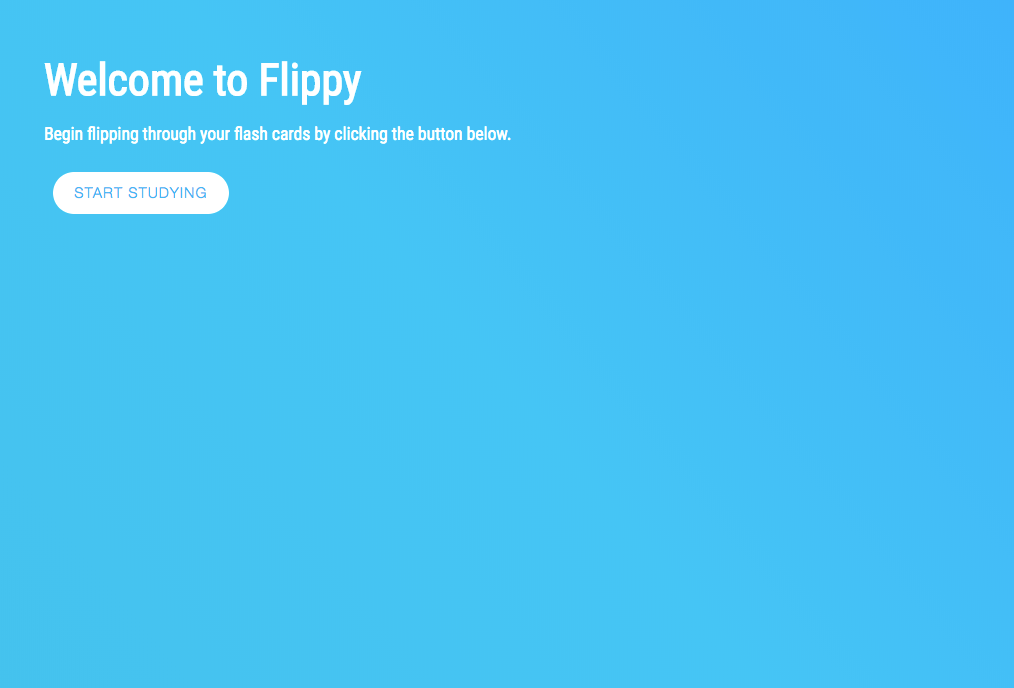 Welcome to Flippy
Begin flipping through your flash cards by clicking the button below.
START STUDYING